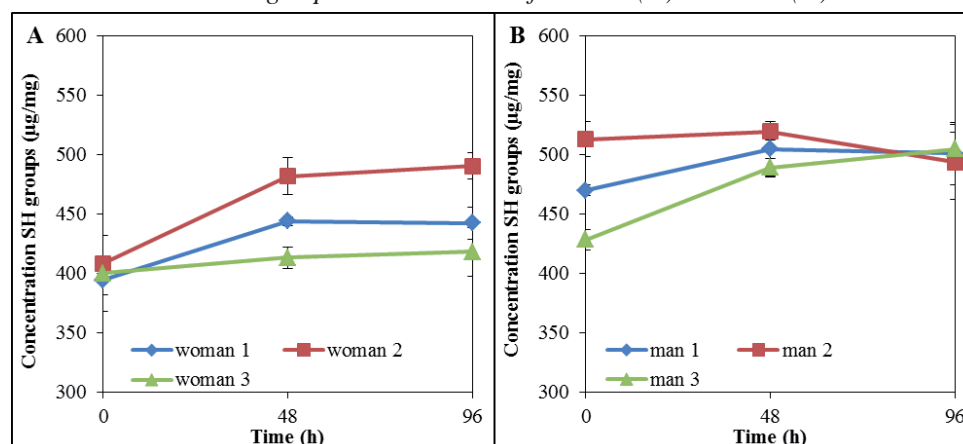 A
Concentration SH groups (µg/mg)
600
550
500
450
400
350
300
woman 1
woman 2
woman 3
0
48
96
Time (h)
B
Concentration SH groups (µg/mg)
600
550
500
450
400
350
300
man 1
man 2
man 3
0
48
96
Time (h)